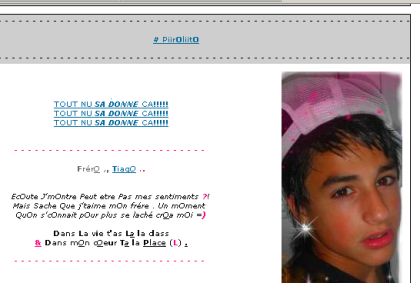 # PiirOliitO
TOUT NU SA DONNE CA!!!!!
TOUT NU SA DONNE CA!!!!!
TOUT NU SA DONNE CA!!!!!
FrérO ., TiagO ..
EcOute J'mOntre Peut etre Pas mes sentiments ?!
Mais Sache Que j'taime mOn frére . Un mOment
QuOn s'cOnnait pOur plus se laché crOja mOi =)
Dans La vie t'as La la dass
& Dans mOn cOeur Ta la Place (L) .